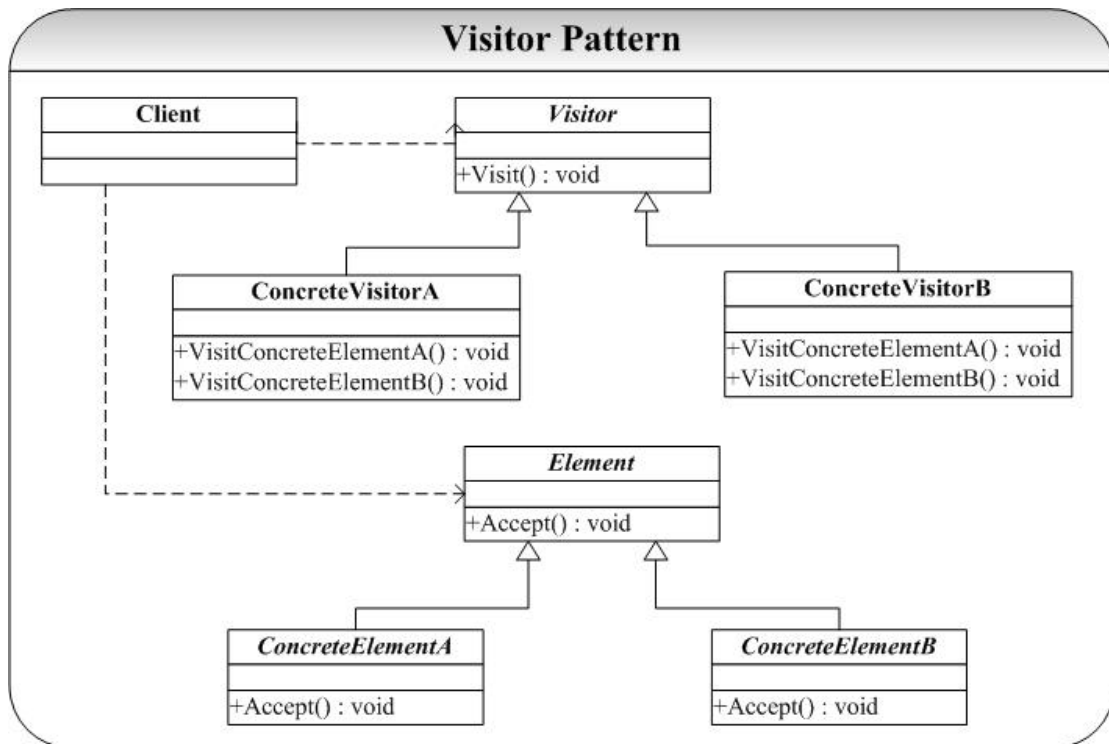 Visitor Pattern
Client
Visitor
+Visit() : void
ConcreteVisitorA
+VisitConcreteElementA() : void
+VisitConcreteElementB() : void
ConcreteVisitorB
+VisitConcreteElementA() : void
+VisitConcreteElementB() : void
Element
+Accept() : void
ConcreteElementA
+Accept() : void
ConcreteElementB
+Accept() : void